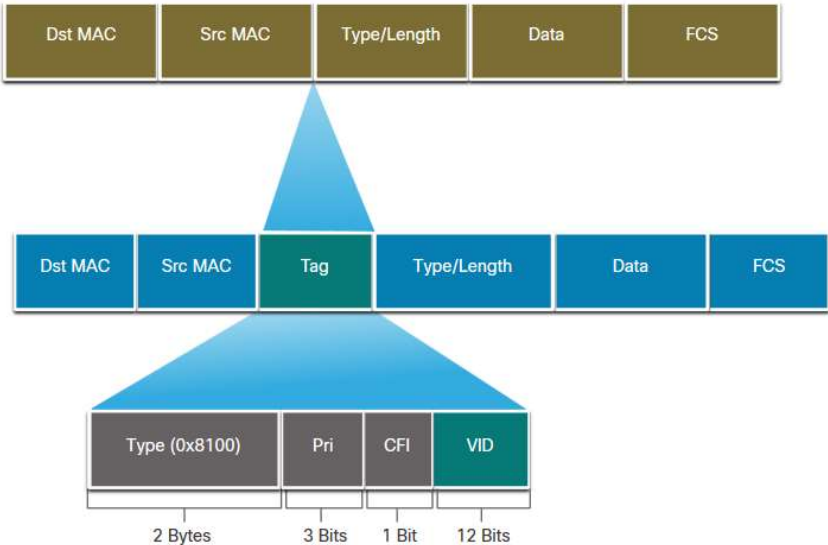 Dst MAC Src MAC Type/Length Data FCS
Dst MAC Src MAC Tag Type/Length Data FCS
Type (0x8100) Pri CFI VID
2 Bytes 3 Bits 1 Bit 12 Bits